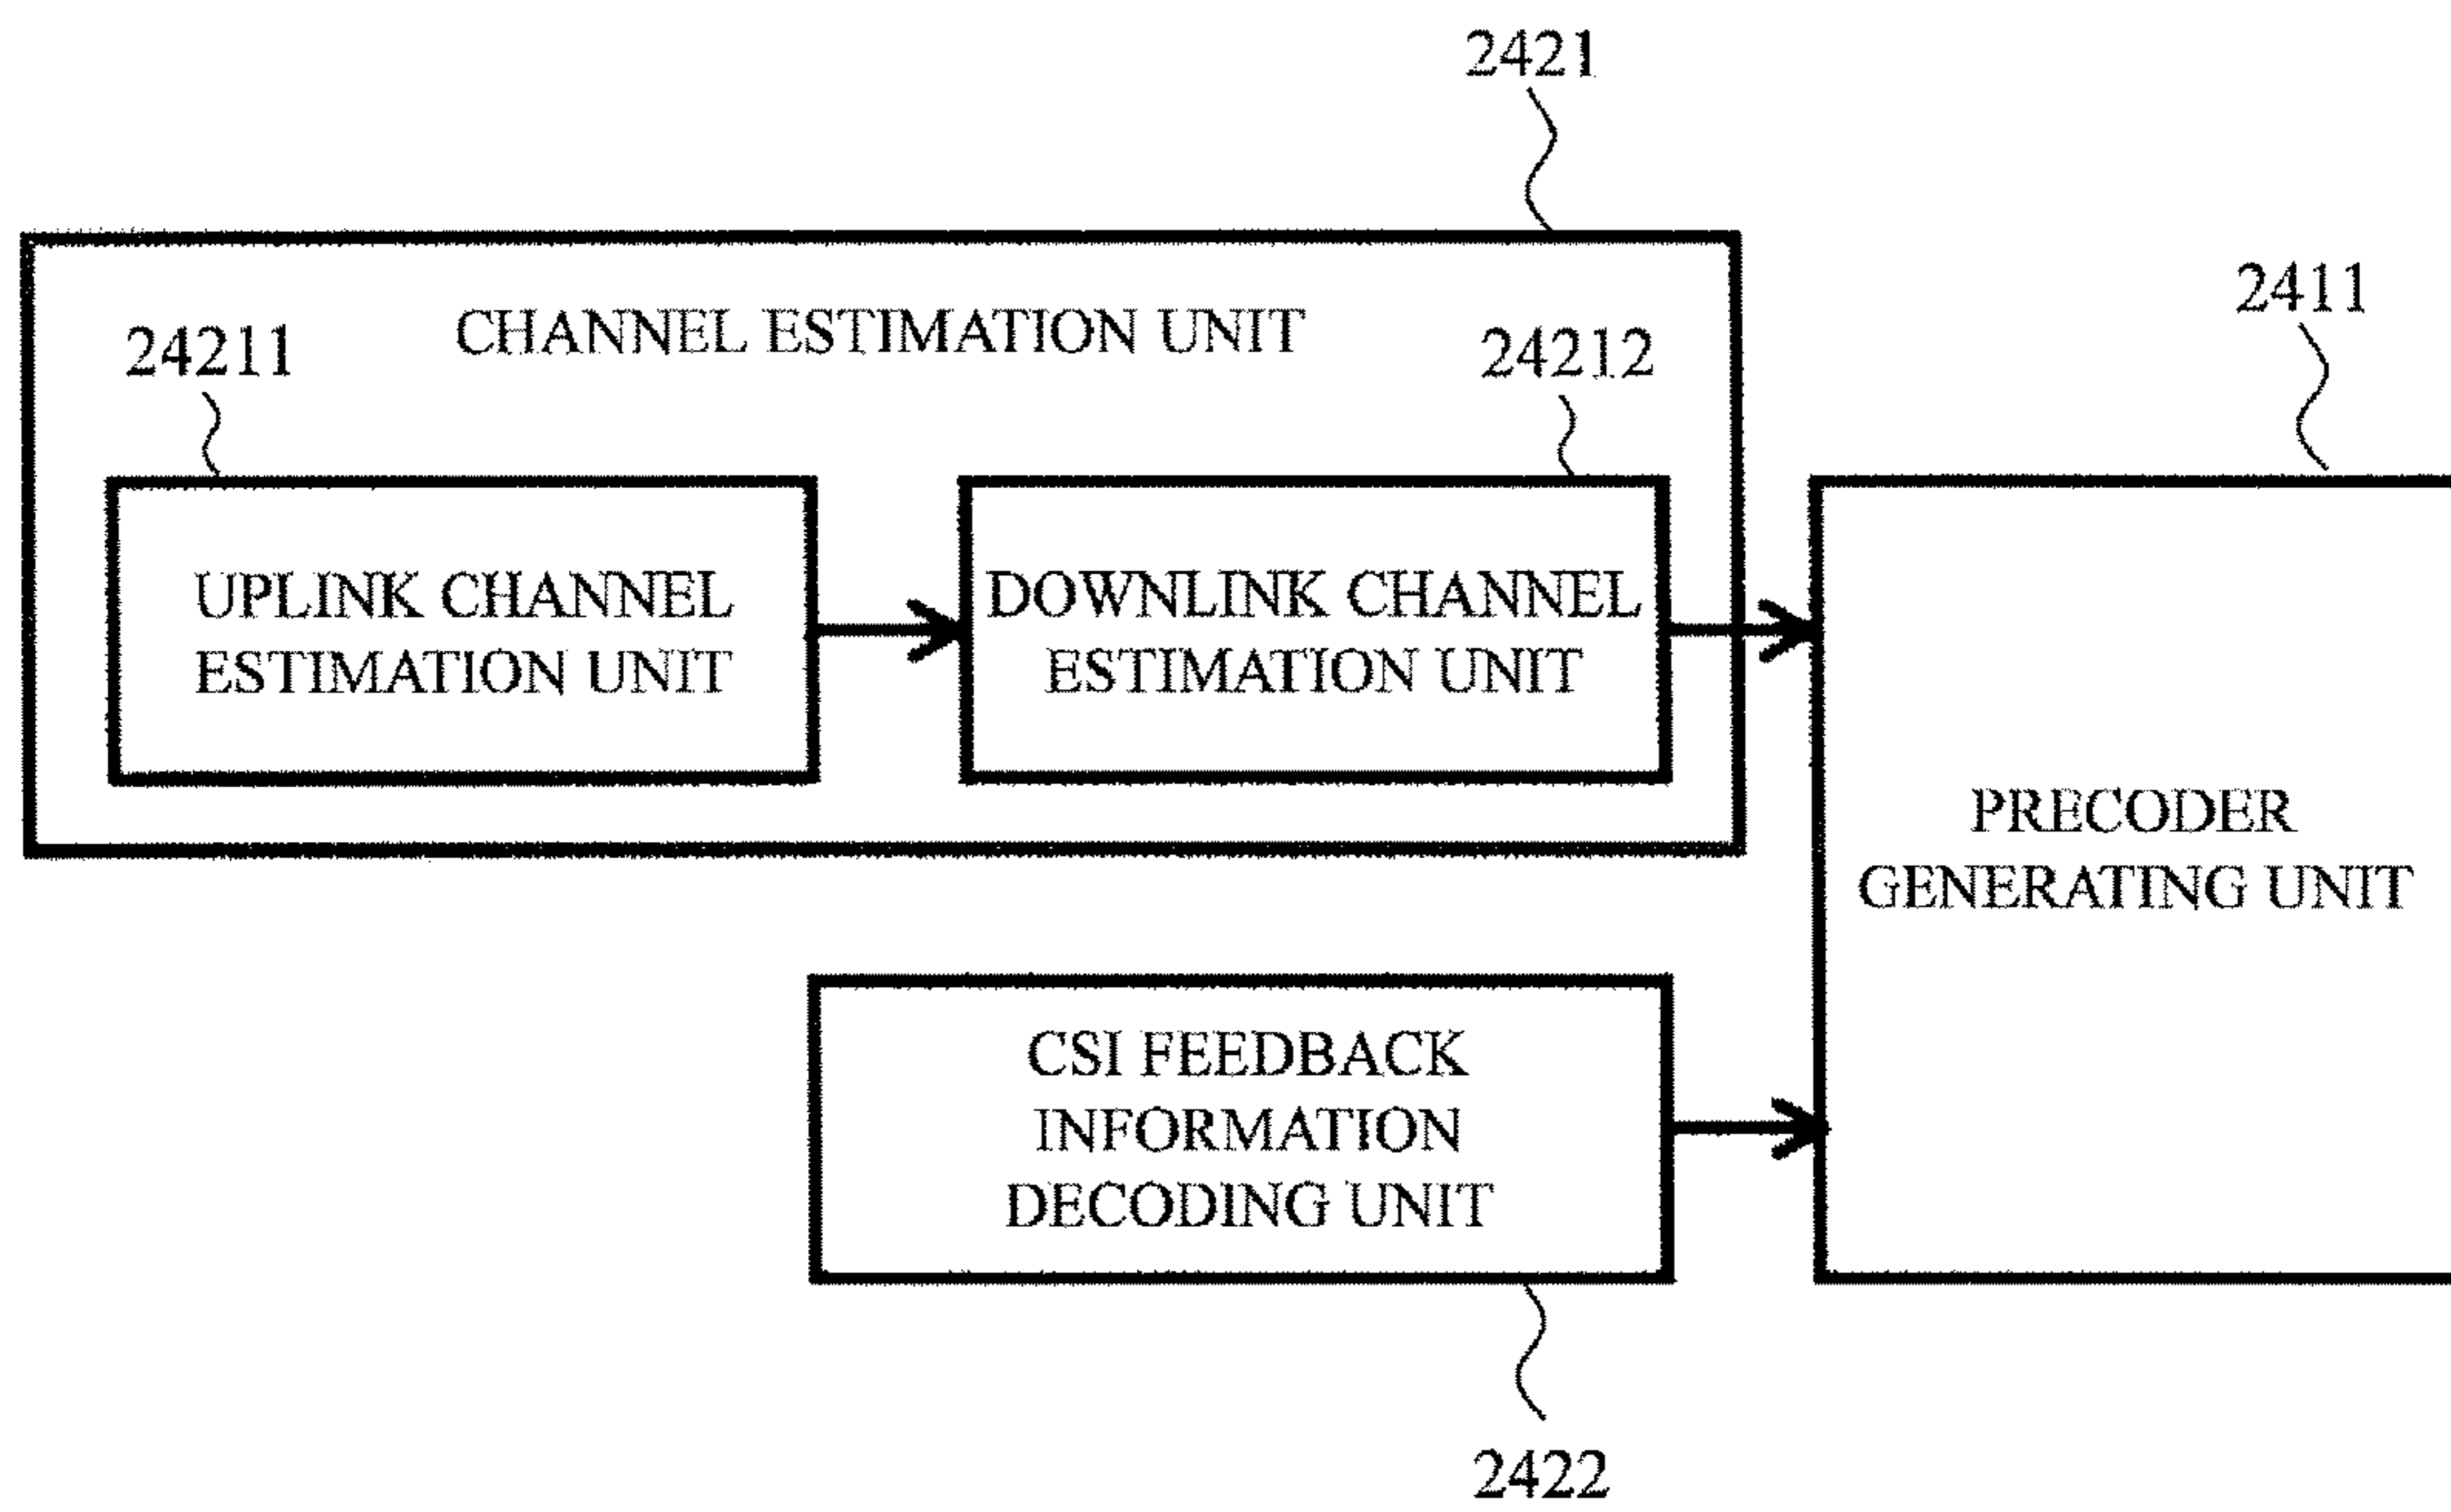 2421
2411
CHANNEL ESTIMATION UNIT
24211
24212
UPLINK CHANNEL
ESTIMATION UNIT
DOWNLINK CHANNEL
ESTIMATION UNIT
PRECODER
GENERATING UNIT
CSI FEEDBACK
INFORMATION
DECODING UNIT
2422